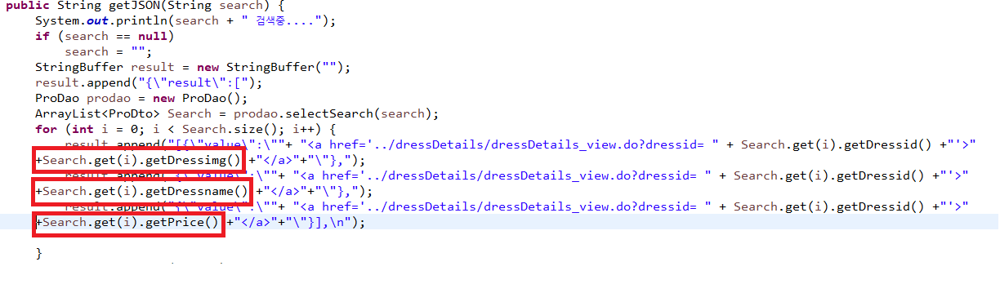 public String getJSON(String search) {
System.out.println(search + " 검색중....");
if (search == null)
search = "";
StringBuffer result = new StringBuffer("");
result.append("{\"result\":[");
ProDao prodao = new ProDao();
ArrayList<ProDto> Search = prodao.selectSearch(search);
for (int i = 0; i < Search.size(); i++) {
result.append("[{\"value\":\""+ "<a href='../dressDetails/dressDetails_view.do?dressid= " + Search.get(i).getDressid() +"'>"
+Search.get(i).getDressimg() +"</a>"+"\"},");
result.append("{\"value\":\""+ "<a href='../dressDetails/dressDetails_view.do?dressid= " + Search.get(i).getDressid() +"'>"
+Search.get(i).getDressname() +"</a>"+"\"},");
result.append("{\"value\":\""+ "<a href='../dressDetails/dressDetails_view.do?dressid= " + Search.get(i).getDressid() +"'>"
+Search.get(i).getPrice() +"</a>"+"\"}],\n");
}